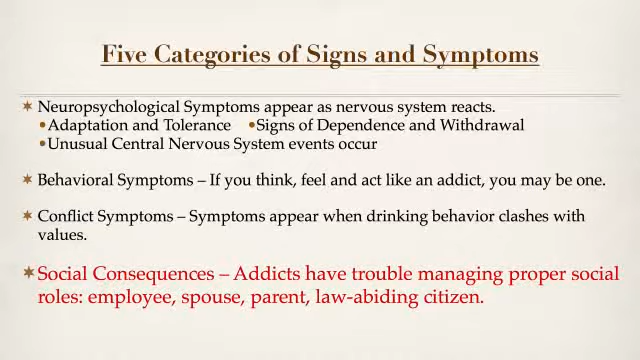 Five Categories of Signs and Symptoms
✶ Neuropsychological Symptoms appear as nervous system reacts.
•Adaptation and Tolerance •Signs of Dependence and Withdrawal
•Unusual Central Nervous System events occur
✶ Behavioral Symptoms – If you think, feel and act like an addict, you may be one.
✶ Conflict Symptoms – Symptoms appear when drinking behavior clashes with
values.
✶Social Consequences – Addicts have trouble managing proper social
roles: employee, spouse, parent, law-abiding citizen.